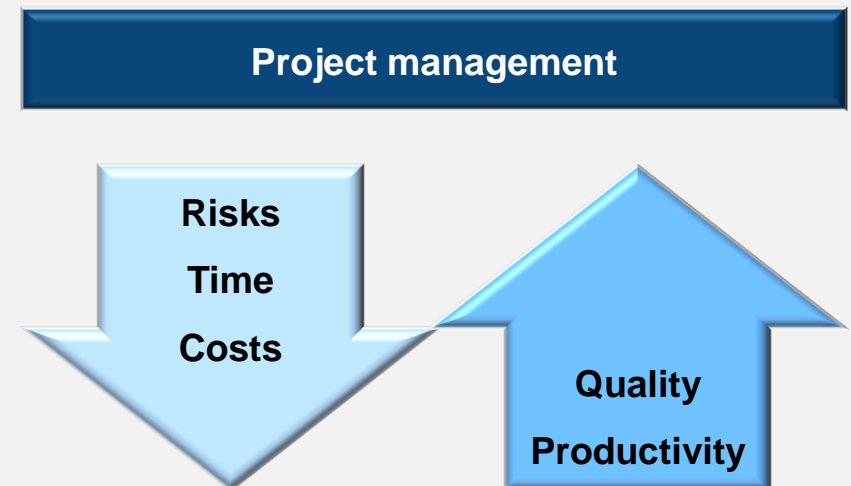 Project management
Risks
Time
Costs
Quality
Productivity